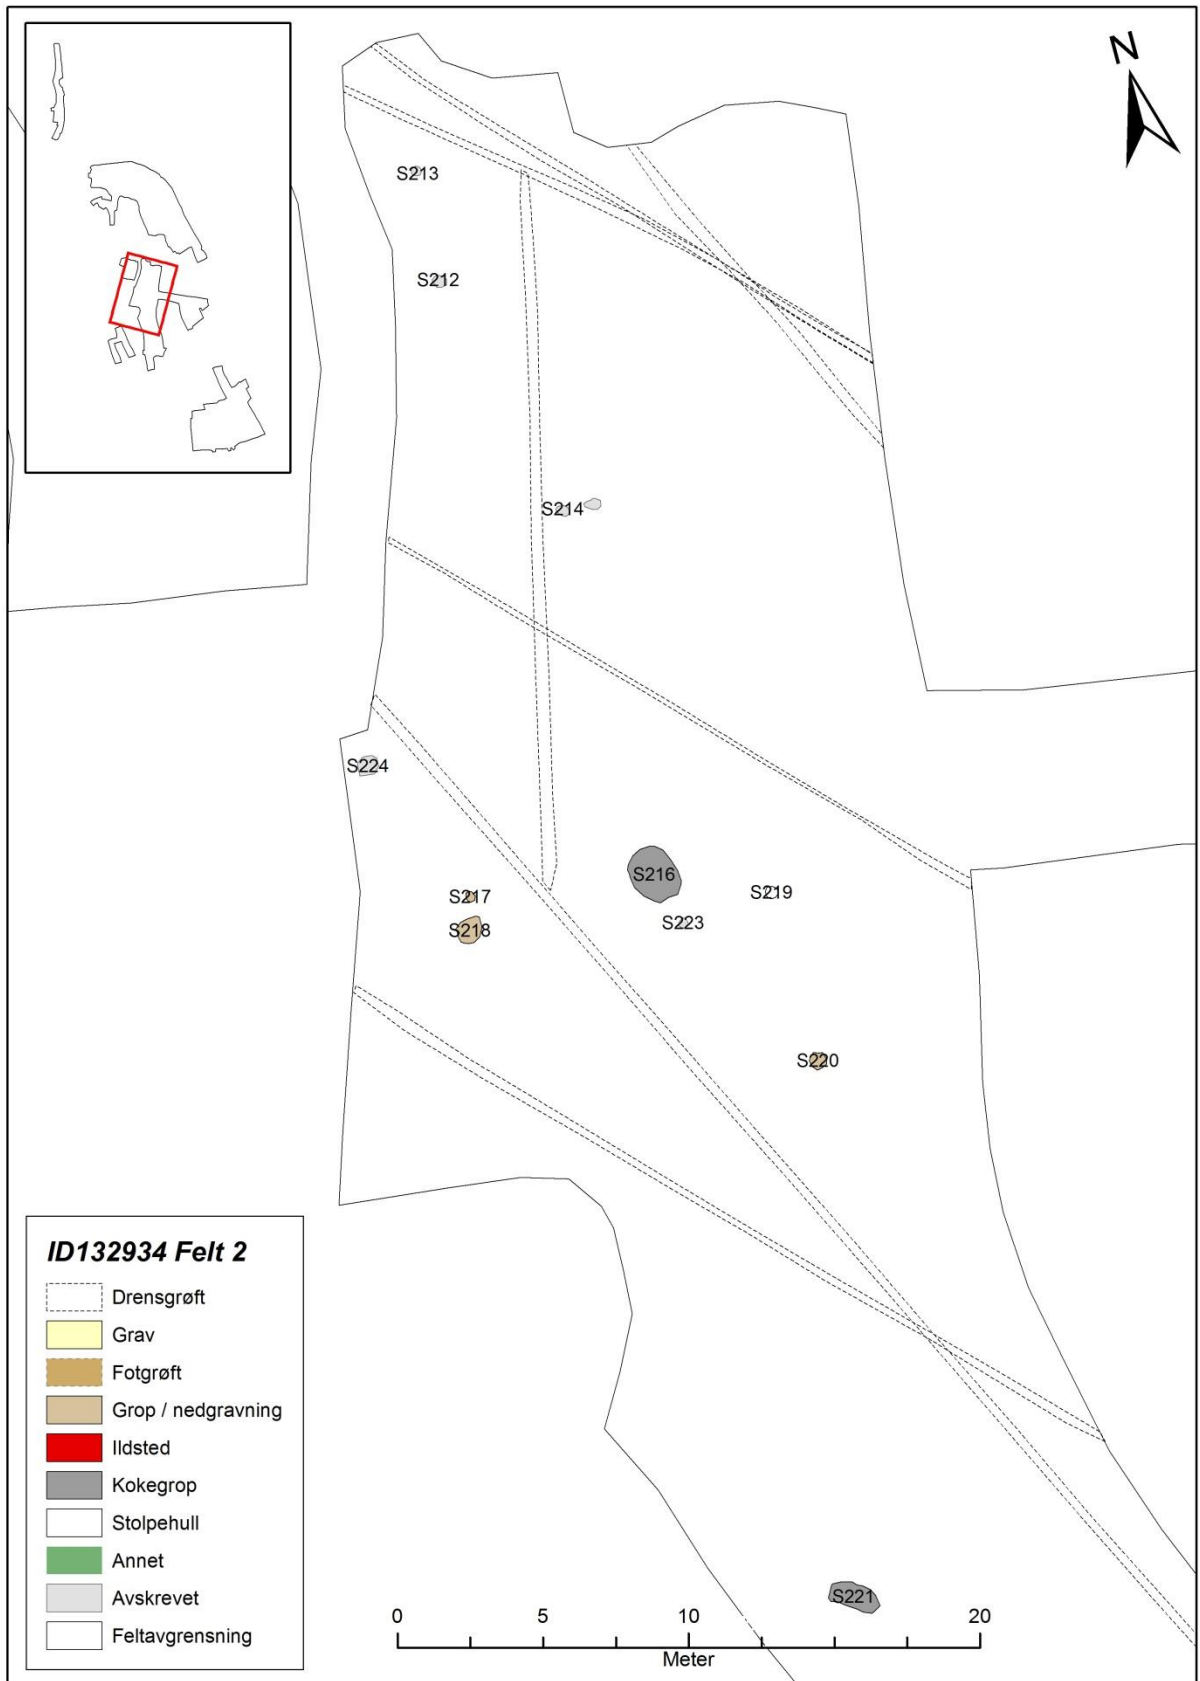 N
S213
S212
S214
S224
S216
S217
S219
S218
S223
S220
ID132934 Felt 2
Drensgrøft
Grav
Fotgrøft
Grop / nedgravning
Ildsted
Kokegrop
Stolpehull
Annet
Avskrevet
Feltavgrensning
S221
0 5 10 20
Meter